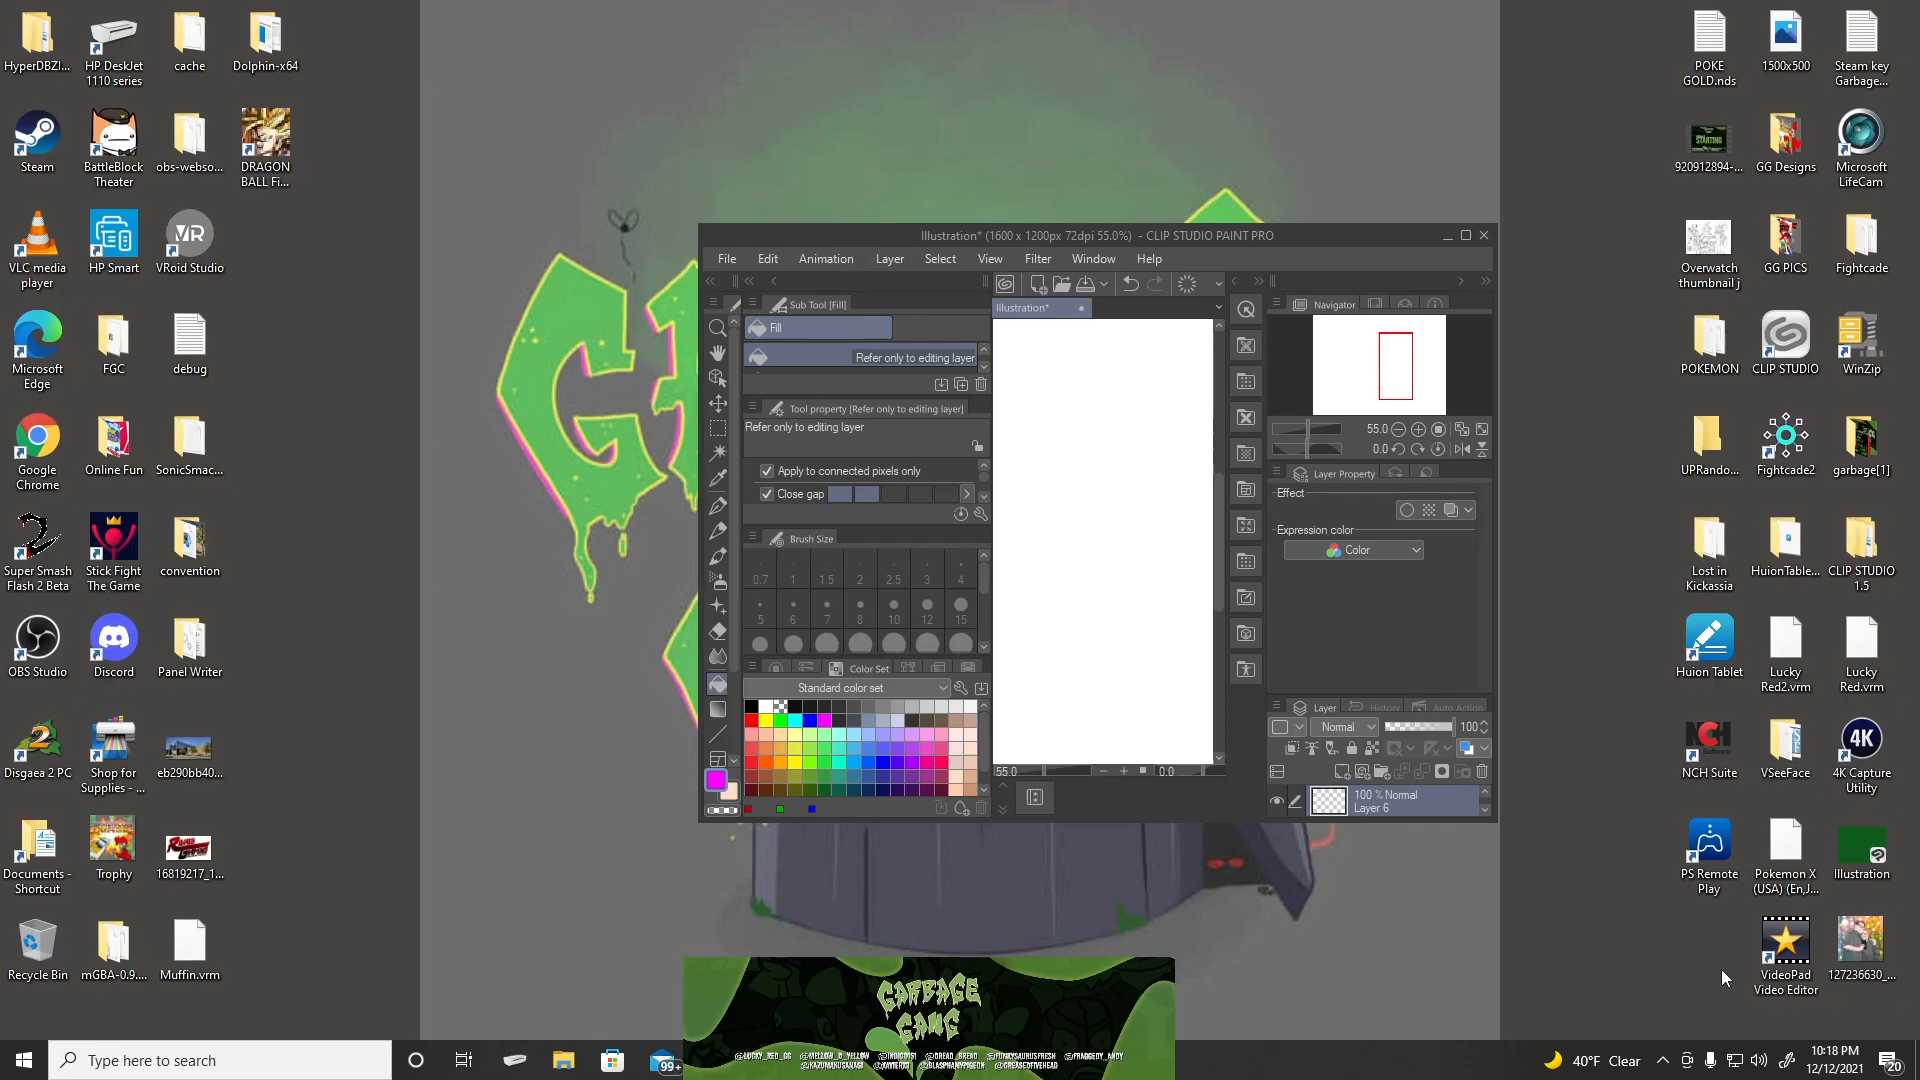 HyperDBZI...
HP DeskJet
1110 series
cache
Dolphin-x64
Steam
BattleBlock
Theater
obs-webso...
DRAGON
BALL Fi...
VLC media
player
HP Smart
VR
VRoid Studio
Microsoft
Edge
FGC
debug
Google
Chrome
Online Fun
SonicSmac...
Super Smash
Flash 2 Beta
Stick Fight
The Game
convention
OBS Studio
Discord
Panel Writer
Disgaea 2 PC
Shop for
Supplies - ...
eb290bb40...
Documents -
Shortcut
Trophy
16819217_1...
Recycle Bin
mGBA-0.9....
Muffin.vrm
Illustration* (1600 x 1200px 72dpi 55.0%) - CLIP STUDIO PAINT PRO
File Edit Animation Layer Select View Filter Window Help
Sub Tool [Fill]
Fill
Refer only to editing layer
Tool property [Refer only to editing layer]
Refer only to editing layer
Apply to connected pixels only
Close gap
Brush Size
0.7 1 1.5 2 2.5 3 4
5 6 7 8 10 12 15
Color Set
Standard color set
Illustration*
55.0 0.0
Navigator
55.0
0.0
Layer Property
Effect
Expression color
Color
Layer History Auto Action
Normal 100
100 % Normal
Layer 6
POKE
GOLD.nds
1500x500
Steam key
Garbage...
STARTING
920912894-...
GG Designs
Microsoft
LifeCam
Overwatch
thumbnail j
GG PICS
Fightcade
POKEMON
CLIP STUDIO
WinZip
UPRando...
Fightcade2
garbage[1]
Lost in
Kickassia
HuionTable...
CLIP STUDIO
1.5
Huion Tablet
Lucky
Red2.vrm
Lucky
Red.vrm
NCH
Software
NCH Suite
VSeeFace
4K
4K Capture
Utility
PS Remote
Play
Pokemon X
(USA) (En,J...
Illustration
VideoPad
Video Editor
127236630_...
GARBAGE
GANG
@LUCKY_RED_GG @MELLOW_D_YELLOW @INDIGO151 @DREAD_BREAD @FUNKYSAURUSFRESH @FRAGGEDY_ANDY
Type here to search
99+
40°F Clear
10:18 PM
12/12/2021
20